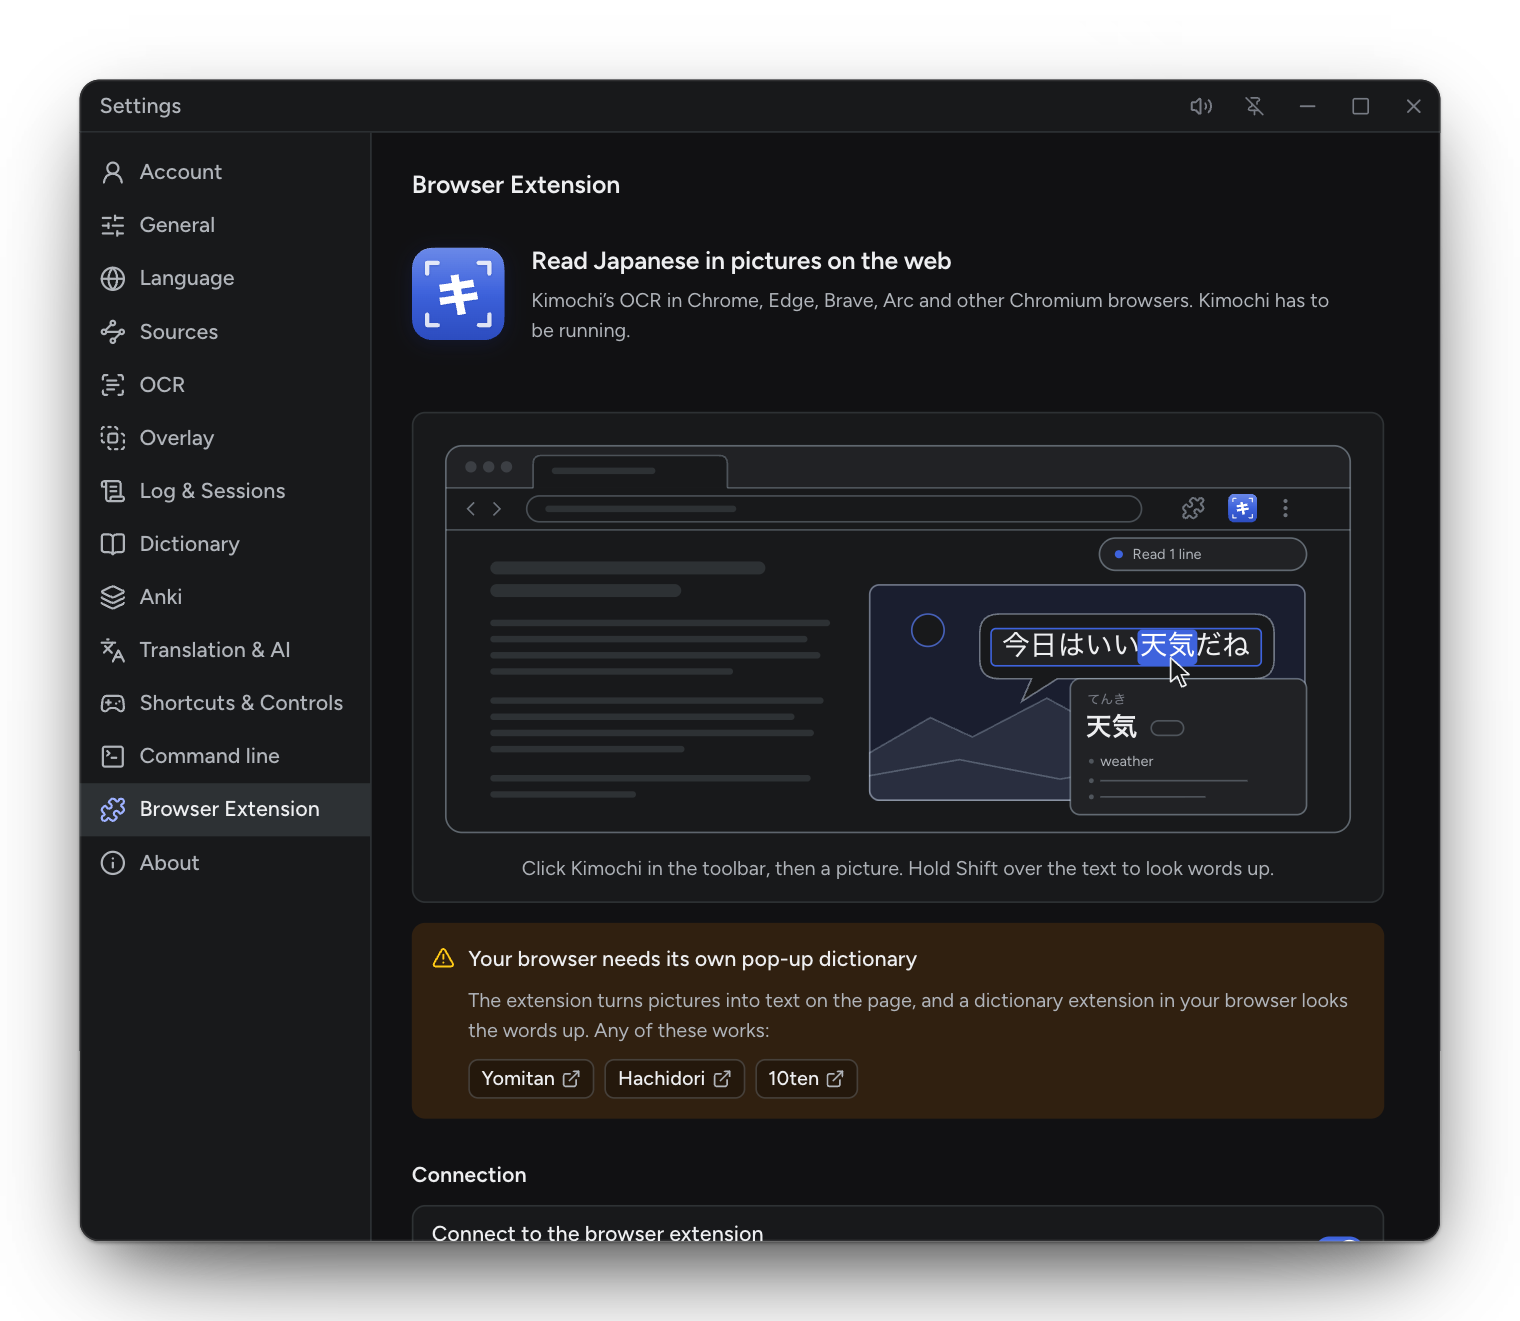 Settings
Account
General
Language
Sources
OCR
Overlay
Log & Sessions
Dictionary
Anki
Translation & AI
Shortcuts & Controls
Command line
Browser Extension
About
Browser Extension
キ
Read Japanese in pictures on the web
Kimochi’s OCR in Chrome, Edge, Brave, Arc and other Chromium browsers. Kimochi has to
be running.
キ
Read 1 line
今日はいい天気だね
てんき
天気
weather
Click Kimochi in the toolbar, then a picture. Hold Shift over the text to look words up.
Your browser needs its own pop-up dictionary
The extension turns pictures into text on the page, and a dictionary extension in your browser looks
the words up. Any of these works:
Yomitan
Hachidori
10ten
Connection
Connect to the browser extension